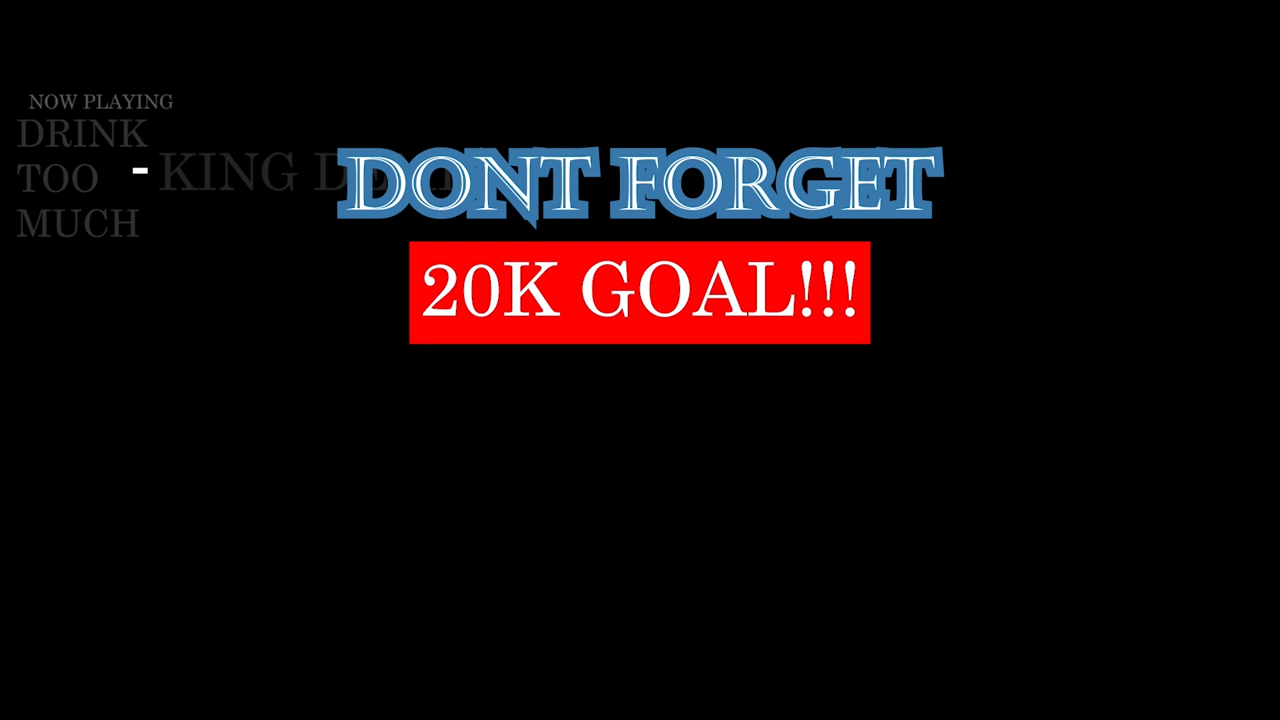 NOW PLAYING
DRINK
TOO
MUCH
- KING
DONT FORGET
20K GOAL!!!